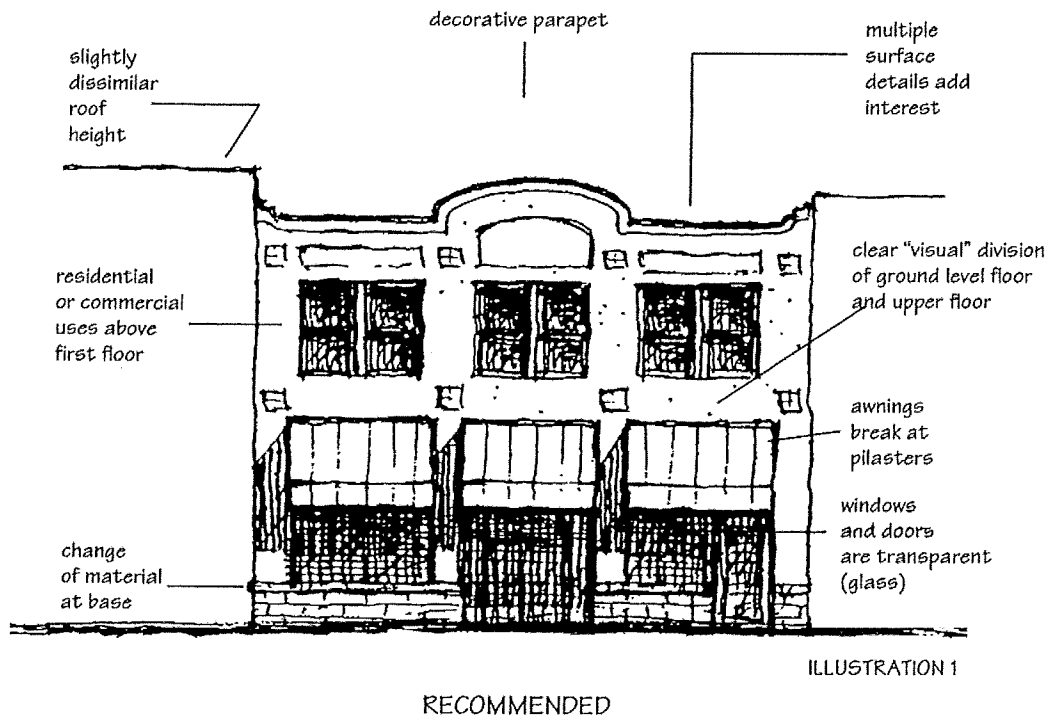 decorative parapet
slightly
dissimilar
roof
height
multiple
surface
details add
interest
residential
or commercial
uses above
first floor
clear "visual" division
of ground level floor
and upper floor
awnings
break at
pilasters
windows
and doors
are transparent
(glass)
change
of material
at base
ILLUSTRATION 1
RECOMMENDED